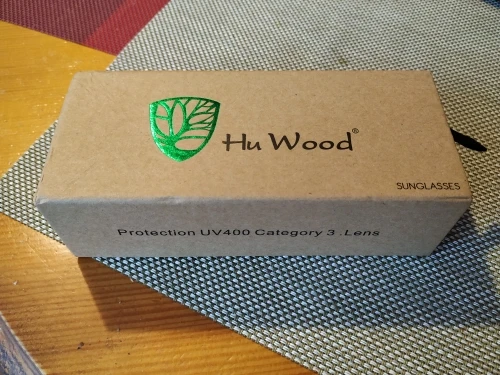 Hu Wood®
SUNGLASSES
Protection UV400 Category 3 .Lens